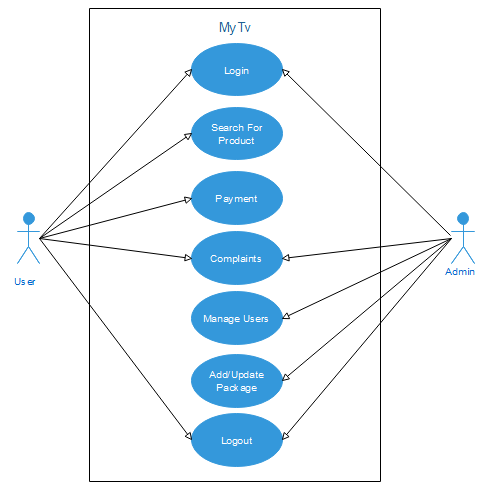 My Tv
Login
Search For
Product
Payment
Complaints
Manage Users
Add/Update
Package
Logout
User
Admin